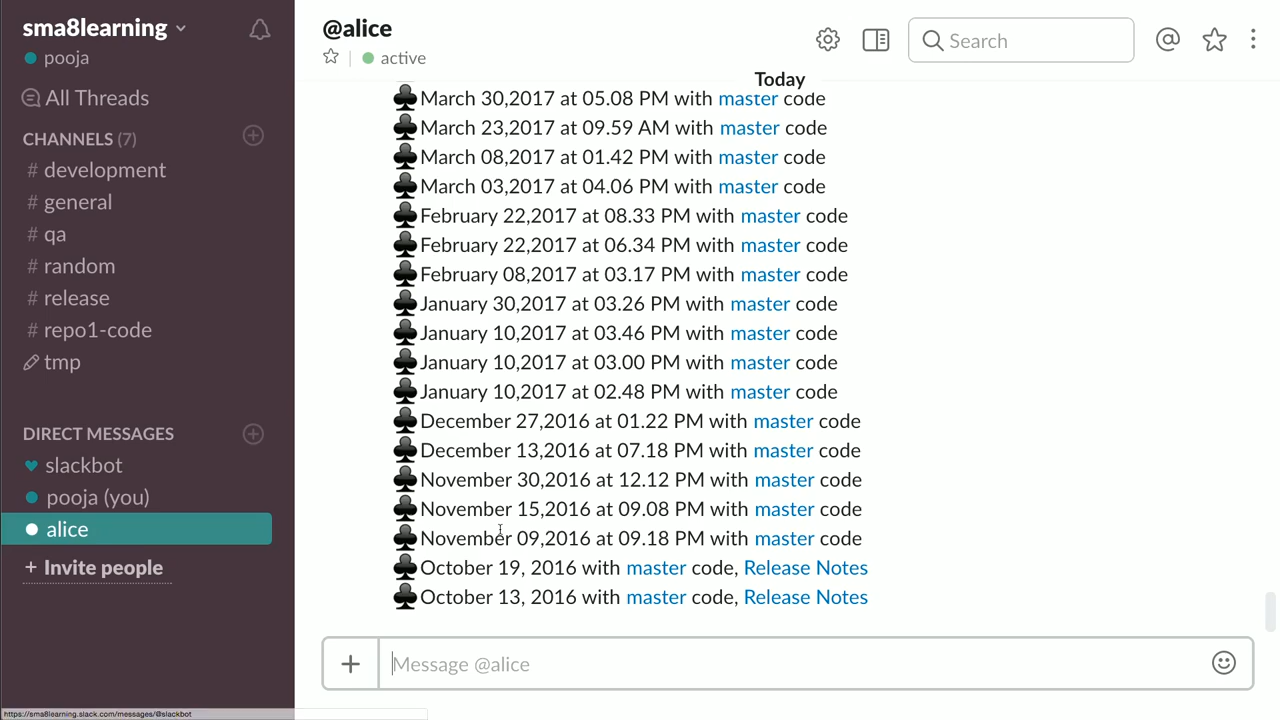 sma8learning
pooja
All Threads
CHANNELS (7)
# development
# general
# qa
# random
# release
# repo1-code
tmp
DIRECT MESSAGES
slackbot
pooja (you)
alice
+ Invite people
https://sma8learning.slack.com/messages/@slackbot
@alice
active
Search
Today
March 30,2017 at 05.08 PM with master code
March 23,2017 at 09.59 AM with master code
March 08,2017 at 01.42 PM with master code
March 03,2017 at 04.06 PM with master code
February 22,2017 at 08.33 PM with master code
February 22,2017 at 06.34 PM with master code
February 08,2017 at 03.17 PM with master code
January 30,2017 at 03.26 PM with master code
January 10,2017 at 03.46 PM with master code
January 10,2017 at 03.00 PM with master code
January 10,2017 at 02.48 PM with master code
December 27,2016 at 01.22 PM with master code
December 13,2016 at 07.18 PM with master code
November 30,2016 at 12.12 PM with master code
November 15,2016 at 09.08 PM with master code
November 09,2016 at 09.18 PM with master code
October 19, 2016 with master code, Release Notes
October 13, 2016 with master code, Release Notes
Message @alice